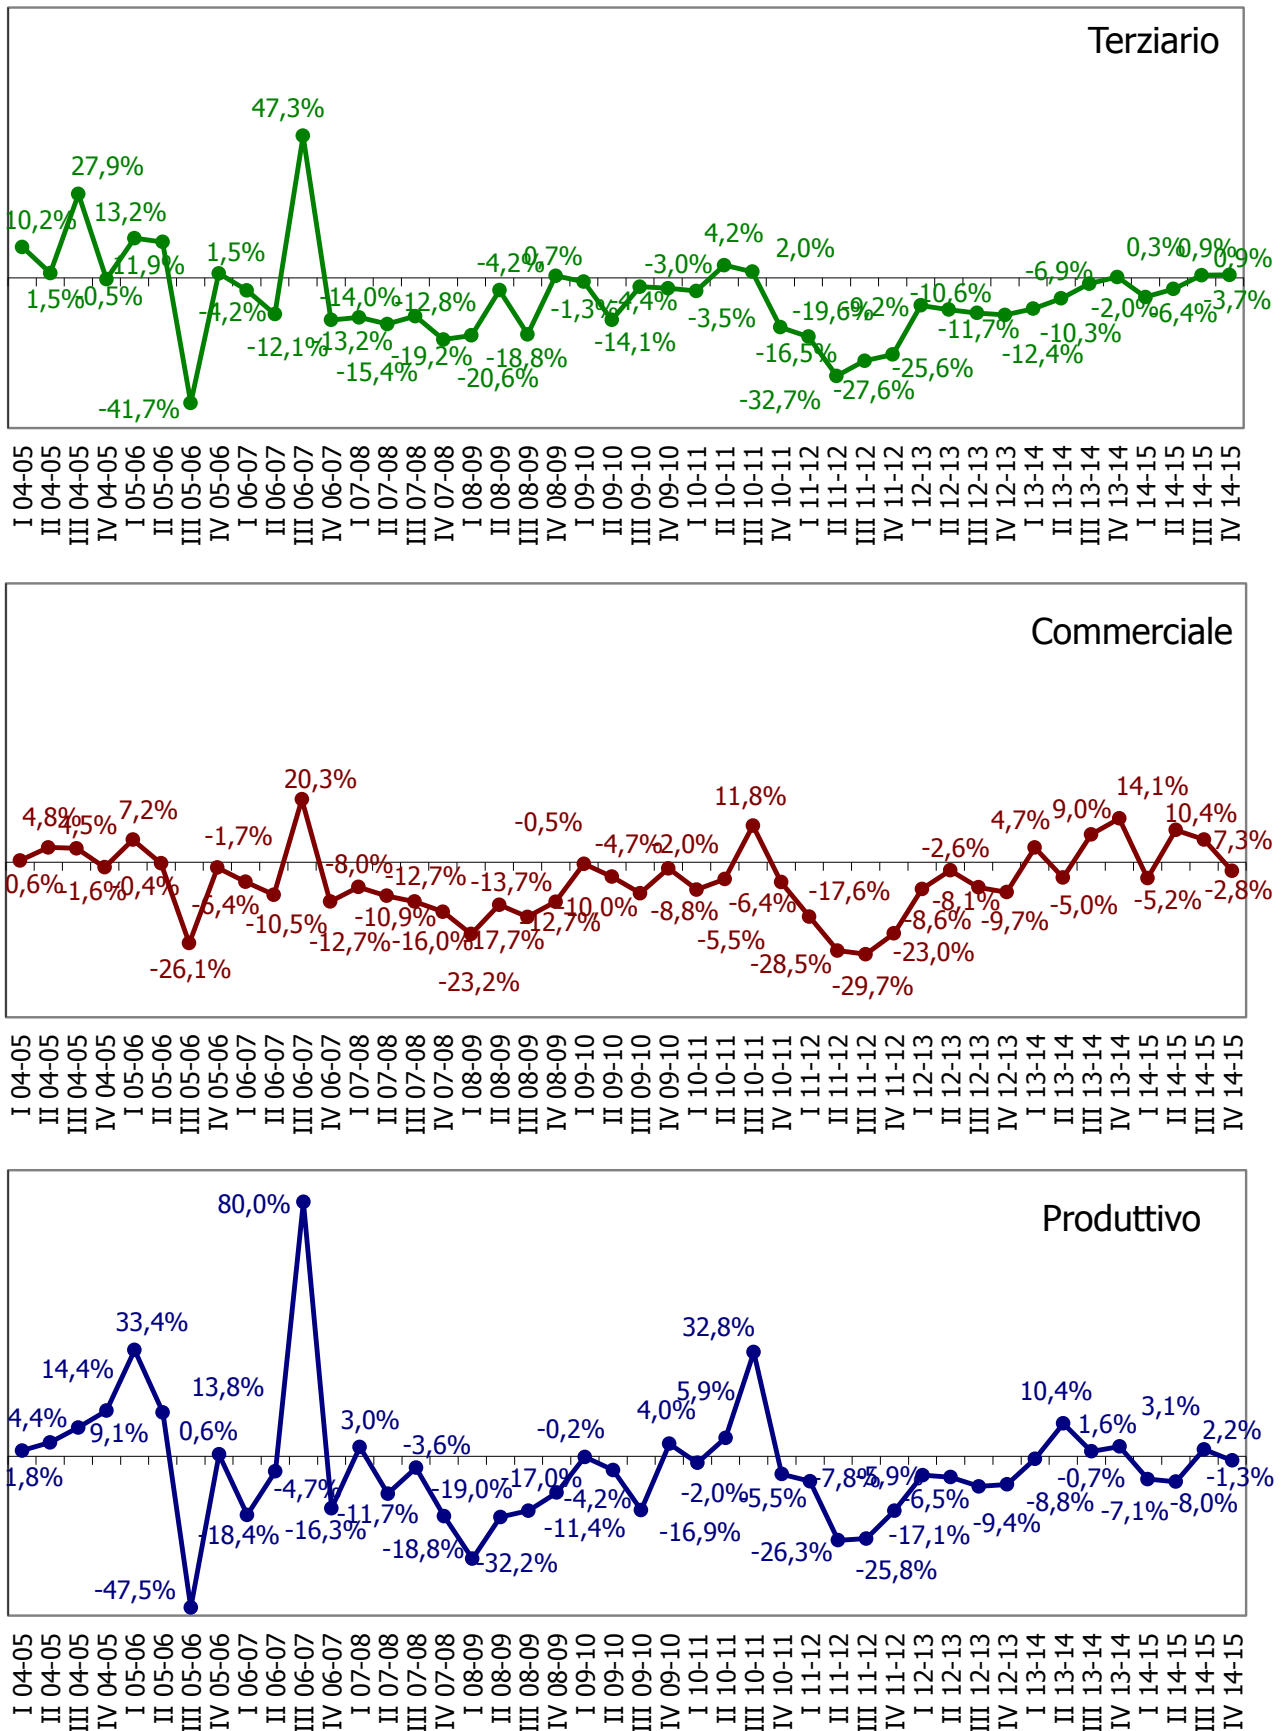 Terziario
47,3%
27,9%
10,2%
13,2%
11,9%
1,5%
-0,5%
-41,7%
1,5%
-4,2%
-12,1%
-14,0%
-13,2%
-15,4%
-12,8%
-19,2%
-20,6%
-4,2%
-18,8%
0,7%
-1,3%
-14,1%
-3,0%
-4,4%
-3,5%
4,2%
2,0%
-16,5%
-19,6%
-32,7%
-27,6%
-9,2%
-25,6%
-10,6%
-11,7%
-12,4%
-6,9%
-10,3%
-2,0%
0,3%
-6,4%
0,9%
0,9%
-3,7%
I 04-05
II 04-05
III 04-05
IV 04-05
I 05-06
II 05-06
III 05-06
IV 05-06
I 06-07
II 06-07
III 06-07
IV 06-07
I 07-08
II 07-08
III 07-08
IV 07-08
I 08-09
II 08-09
III 08-09
IV 08-09
I 09-10
II 09-10
III 09-10
IV 09-10
I 10-11
II 10-11
III 10-11
IV 10-11
I 11-12
II 11-12
III 11-12
IV 11-12
I 12-13
II 12-13
III 12-13
IV 12-13
I 13-14
II 13-14
III 13-14
IV 13-14
I 14-15
II 14-15
III 14-15
IV 14-15
Commerciale
0,6%
4,8%
4,5%
-1,6%
7,2%
-0,4%
-26,1%
-1,7%
-6,4%
-10,5%
20,3%
-12,7%
-8,0%
-10,9%
-12,7%
-16,0%
-23,2%
-13,7%
-17,7%
-12,7%
-0,5%
-4,7%
-10,0%
-2,0%
-8,8%
-5,5%
11,8%
-6,4%
-17,6%
-28,5%
-29,7%
-23,0%
-8,6%
-2,6%
-8,1%
-9,7%
4,7%
-5,0%
9,0%
14,1%
-5,2%
10,4%
7,3%
-2,8%
I 04-05
II 04-05
III 04-05
IV 04-05
I 05-06
II 05-06
III 05-06
IV 05-06
I 06-07
II 06-07
III 06-07
IV 06-07
I 07-08
II 07-08
III 07-08
IV 07-08
I 08-09
II 08-09
III 08-09
IV 08-09
I 09-10
II 09-10
III 09-10
IV 09-10
I 10-11
II 10-11
III 10-11
IV 10-11
I 11-12
II 11-12
III 11-12
IV 11-12
I 12-13
II 12-13
III 12-13
IV 12-13
I 13-14
II 13-14
III 13-14
IV 13-14
I 14-15
II 14-15
III 14-15
IV 14-15
Produttivo
1,8%
4,4%
9,1%
14,4%
33,4%
13,8%
-47,5%
0,6%
-18,4%
-4,7%
80,0%
-16,3%
3,0%
-11,7%
-3,6%
-18,8%
-32,2%
-19,0%
-17,0%
-11,4%
-0,2%
-4,2%
-16,9%
4,0%
-2,0%
5,9%
32,8%
-5,5%
-7,8%
-26,3%
-25,8%
-17,1%
-5,9%
-6,5%
-9,4%
-8,8%
-0,7%
10,4%
1,6%
3,1%
-7,1%
-8,0%
2,2%
-1,3%
I 04-05
II 04-05
III 04-05
IV 04-05
I 05-06
II 05-06
III 05-06
IV 05-06
I 06-07
II 06-07
III 06-07
IV 06-07
I 07-08
II 07-08
III 07-08
IV 07-08
I 08-09
II 08-09
III 08-09
IV 08-09
I 09-10
II 09-10
III 09-10
IV 09-10
I 10-11
II 10-11
III 10-11
IV 10-11
I 11-12
II 11-12
III 11-12
IV 11-12
I 12-13
II 12-13
III 12-13
IV 12-13
I 13-14
II 13-14
III 13-14
IV 13-14
I 14-15
II 14-15
III 14-15
IV 14-15